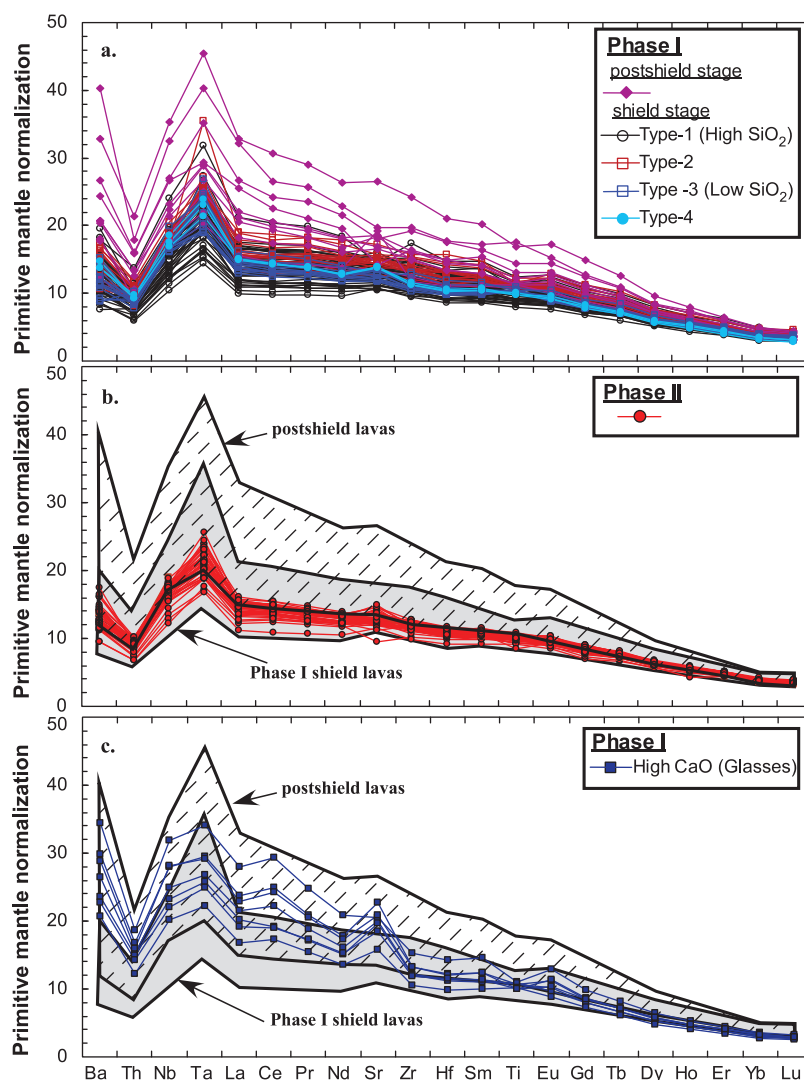 50
40
30
20
10
0
Primitive mantle normalization
a.
Phase I
postshield stage
shield stage
Type-1 (High SiO₂)
Type-2
Type -3 (Low SiO₂)
Type-4
50
40
30
20
10
0
Primitive mantle normalization
b.
Phase II
postshield lavas
Phase I shield lavas
50
40
30
20
10
0
Primitive mantle normalization
c.
Phase I
High CaO (Glasses)
postshield lavas
Phase I shield lavas
Ba Th Nb Ta La Ce Pr Nd Sr Zr Hf Sm Ti Eu Gd Tb Dy Ho Er Yb Lu